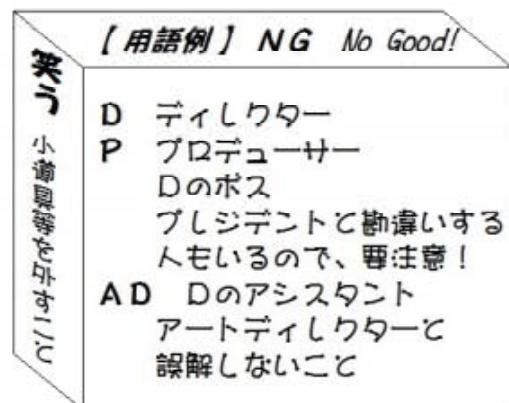 【用語例】 NG No Good!
笑う 小道具等を外すこと
D ディレクター
P プロデューサー
Dのボス
プレジデントと勘違いする
人もいるので、要注意！
AD Dのアシスタント
アートディレクターと
誤解しないこと